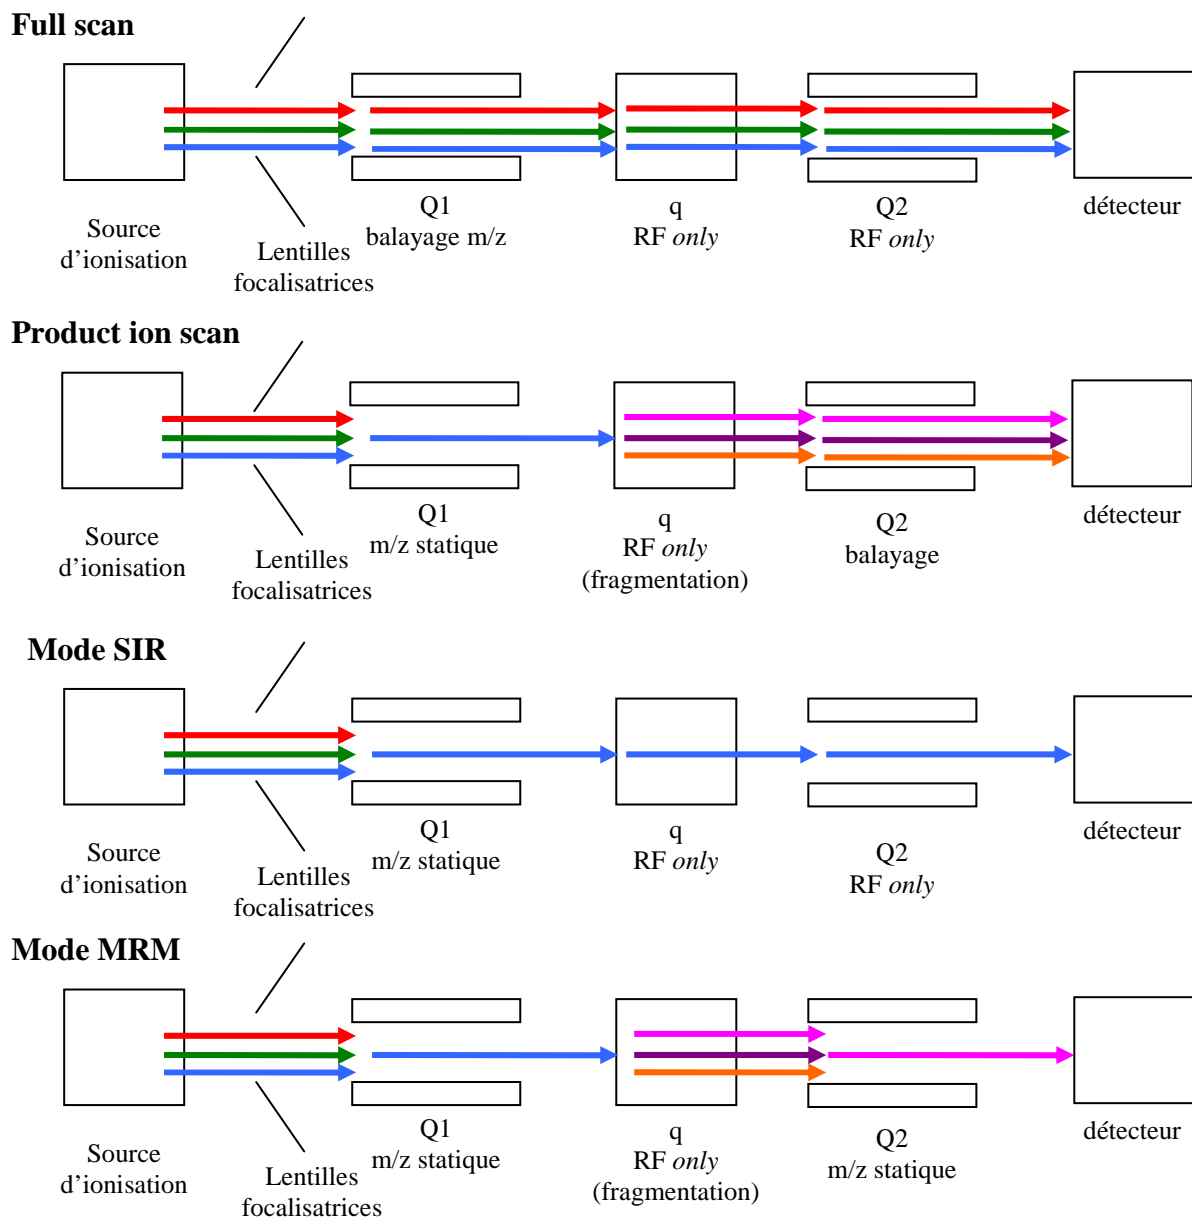 Full scan
Source
d’ionisation
Lentilles
focalisatrices
Q1
balayage m/z
q
RF only
Q2
RF only
détecteur
Product ion scan
Source
d’ionisation
Lentilles
focalisatrices
Q1
m/z statique
q
RF only
(fragmentation)
Q2
balayage
détecteur
Mode SIR
Source
d’ionisation
Lentilles
focalisatrices
Q1
m/z statique
q
RF only
Q2
RF only
détecteur
Mode MRM
Source
d’ionisation
Lentilles
focalisatrices
Q1
m/z statique
q
RF only
(fragmentation)
Q2
m/z statique
détecteur